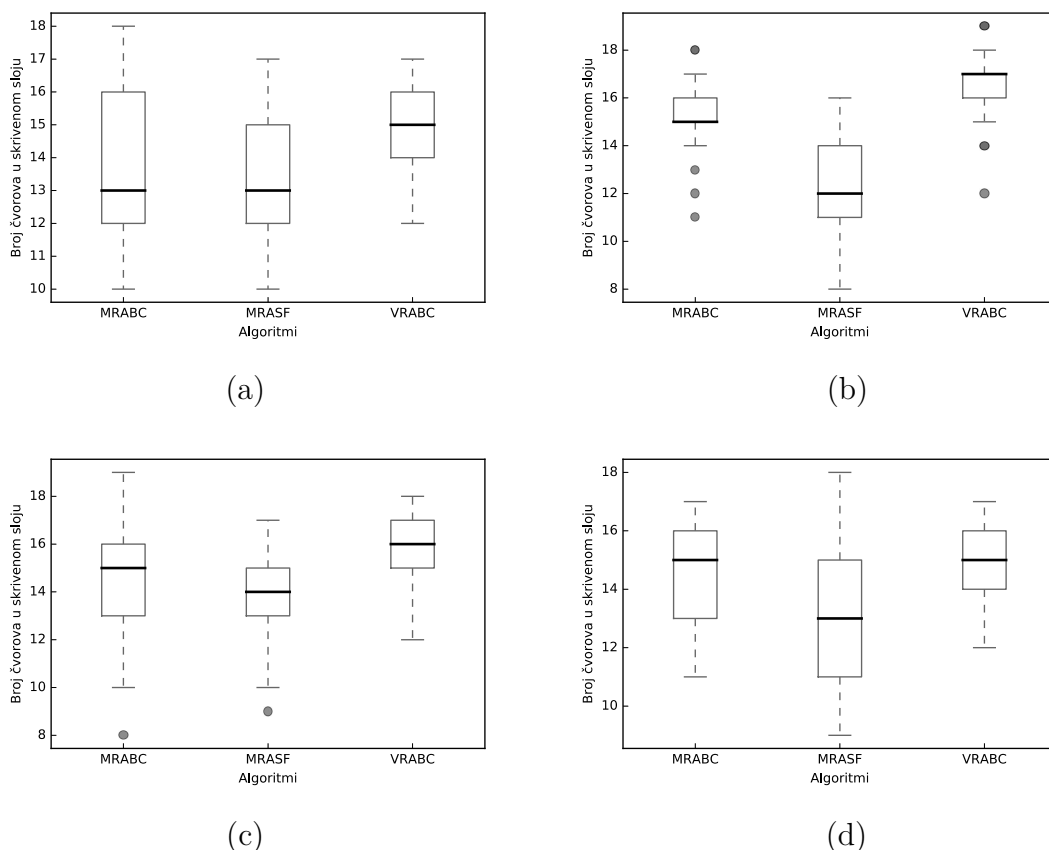 18
17
16
15
14
13
12
11
10
Broj čvorova u skrivenom sloju
MRABC MRASF VRABC
Algoritmi
(a)
18
16
14
12
10
8
Broj čvorova u skrivenom sloju
MRABC MRASF VRABC
Algoritmi
(b)
18
16
14
12
10
8
Broj čvorova u skrivenom sloju
MRABC MRASF VRABC
Algoritmi
(c)
18
16
14
12
10
Broj čvorova u skrivenom sloju
MRABC MRASF VRABC
Algoritmi
(d)